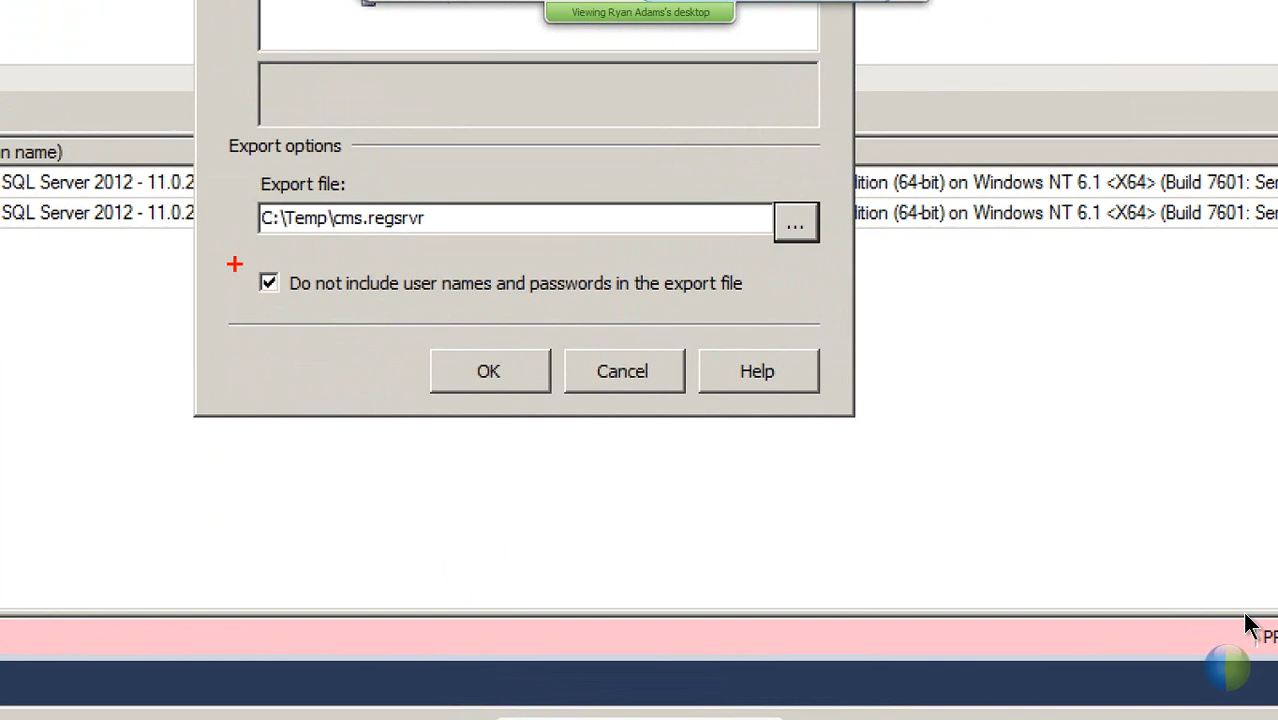 Viewing Ryan Adams's desktop
Export options
n name)
SQL Server 2012 - 11.0.2
ition (64-bit) on Windows NT 6.1 <X64> (Build 7601: Ser
Export file:
SQL Server 2012 - 11.0.2
ition (64-bit) on Windows NT 6.1 <X64> (Build 7601: Ser
C:\Temp\cms.regsrvr
...
Do not include user names and passwords in the export file
OK
Cancel
Help